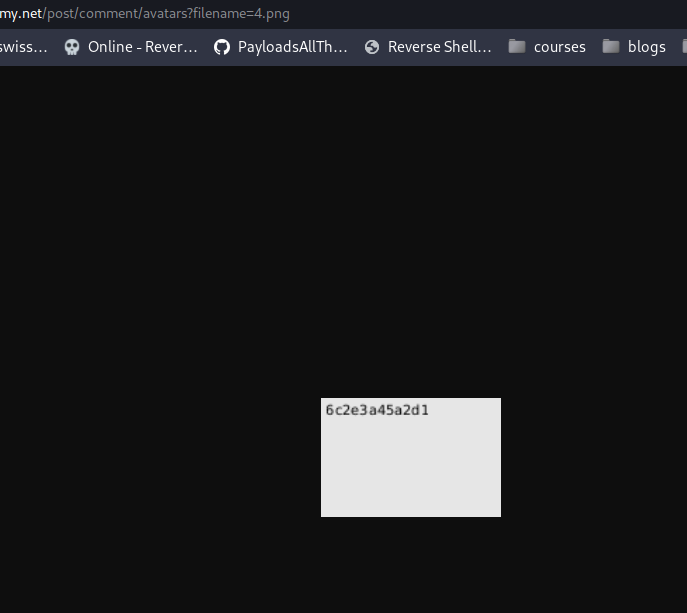 my.net/post/comment/avatars?filename=4.png
swiss… Online - Rever… PayloadsAllTh… Reverse Shell… courses blogs
6c2e3a45a2d1